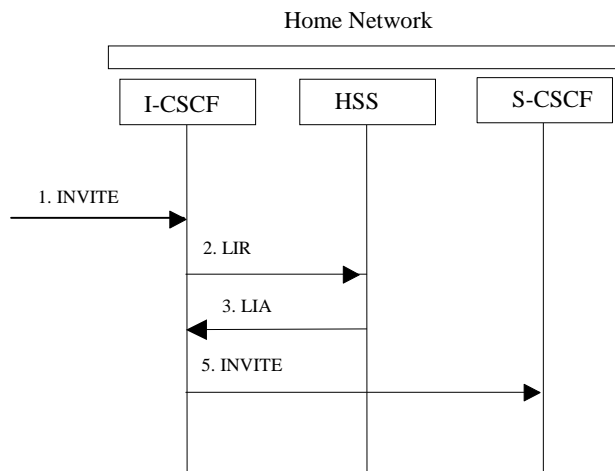 Home Network
I-CSCF
HSS
S-CSCF
1. INVITE
2. LIR
3. LIA
5. INVITE